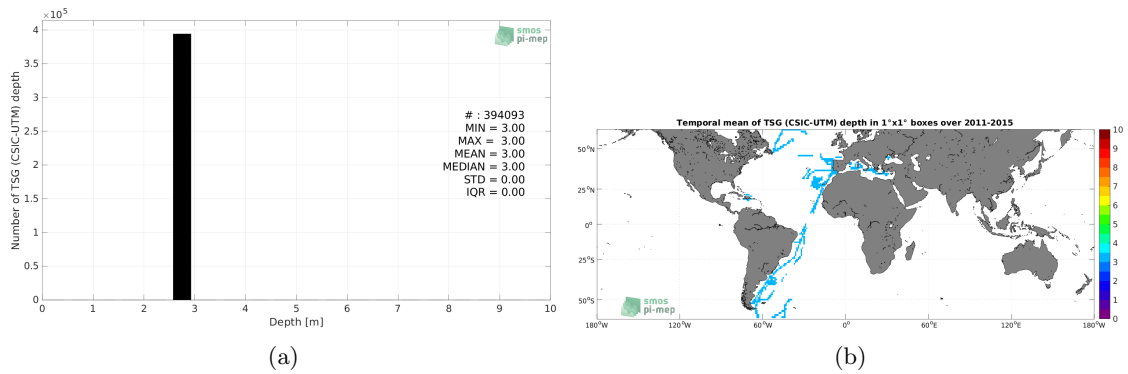 ×10⁵
4
3.5
3
2.5
2
1.5
1
0.5
0
Number of TSG (CSIC-UTM) depth
smos
pi-mep
# : 394093
MIN = 3.00
MAX = 3.00
MEAN = 3.00
MEDIAN = 3.00
STD = 0.00
IQR = 0.00
0 1 2 3 4 5 6 7 8 9 10
Depth [m]
(a)
Temporal mean of TSG (CSIC-UTM) depth in 1°x1° boxes over 2011-2015
50°N
25°N
0°
25°S
50°S
smos
pi-mep
180°W 120°W 60°W 0° 60°E 120°E 180°W
10
9
8
7
6
5
4
3
2
1
0
(b)